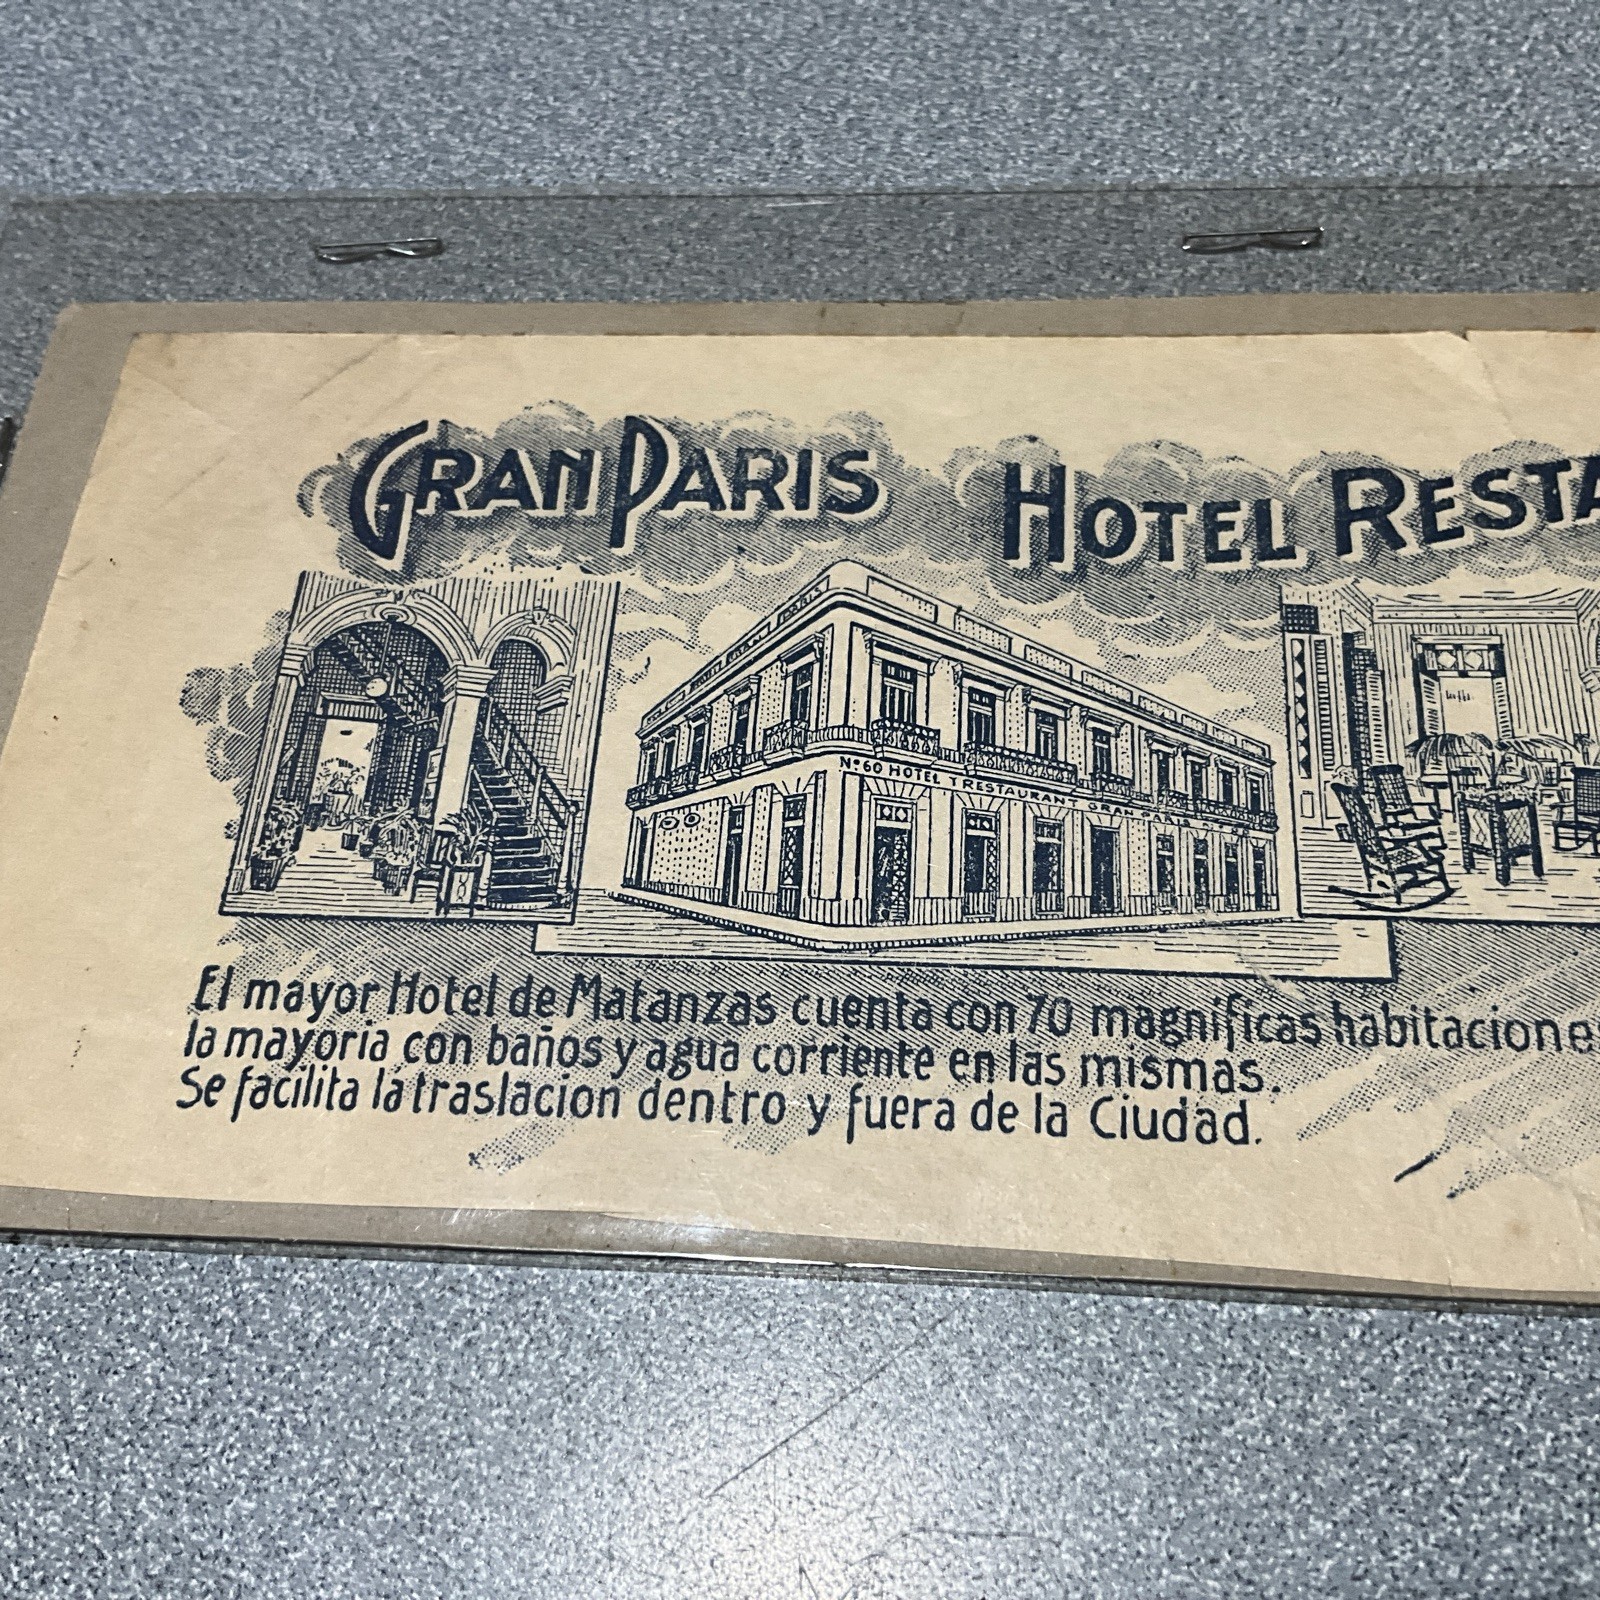 GRAN PARIS HOTEL RESTA
Nº 60 HOTEL Y RESTAURANT GRAN PARIS
El mayor Hotel de Matanzas cuenta con 70 magnificas habitacione
la mayoria con baños y agua corriente en las mismas.
Se facilita la traslacion dentro y fuera de la Ciudad.